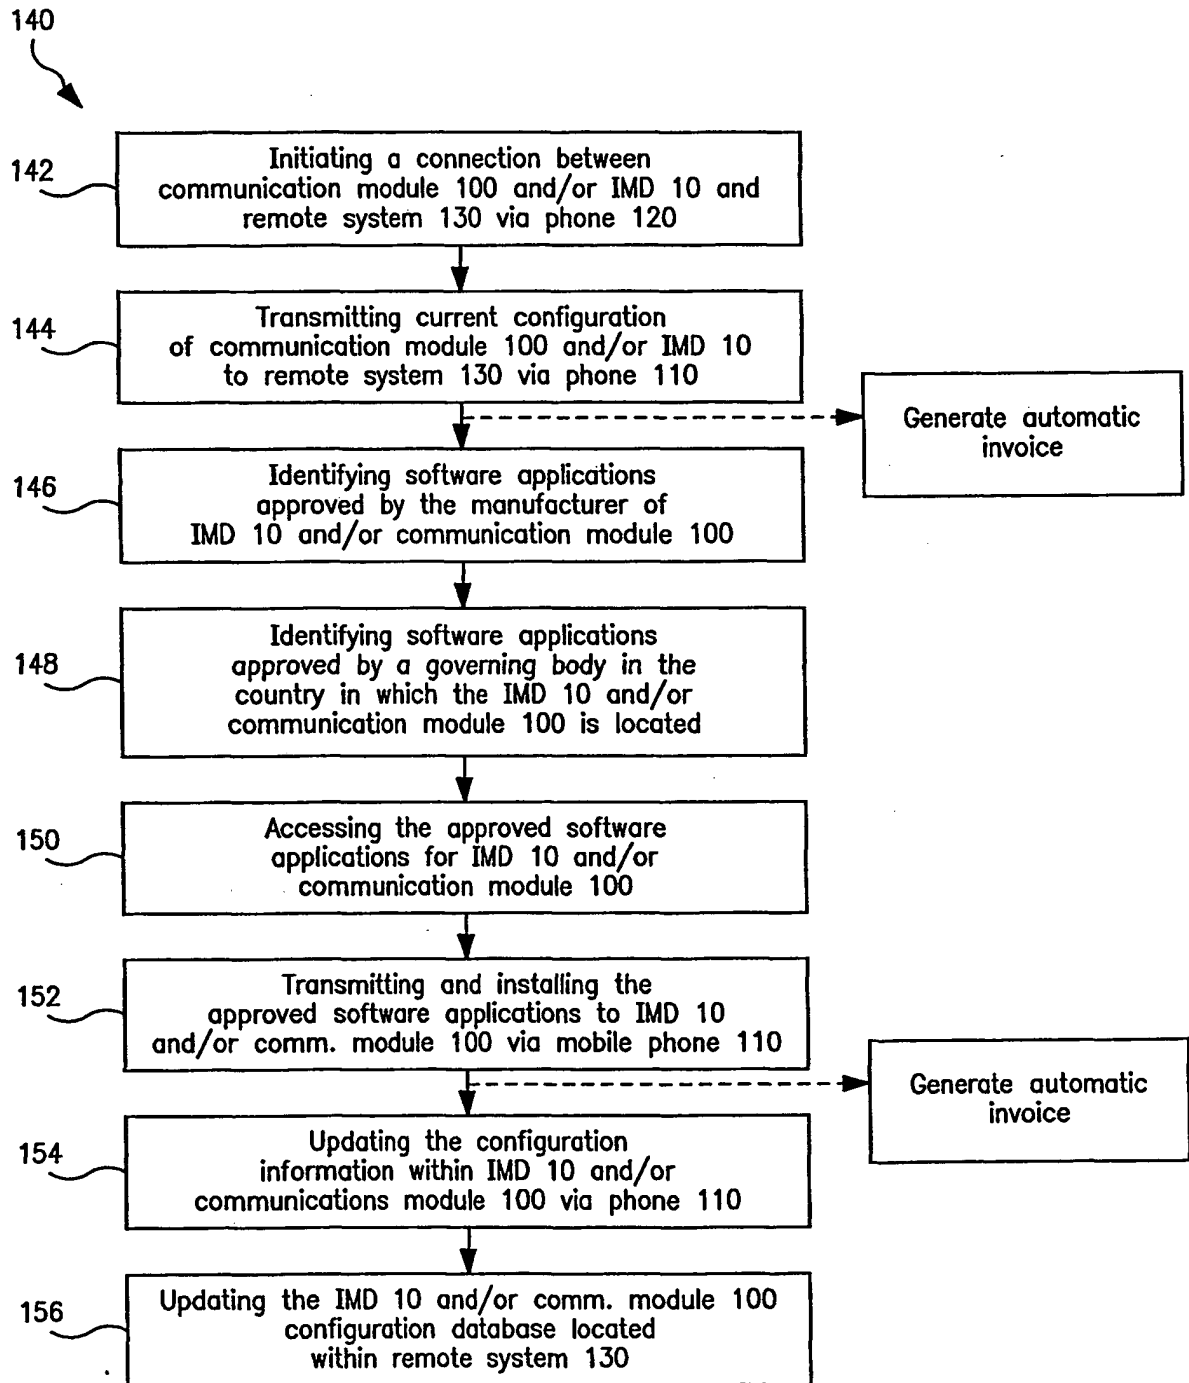 140
142
Initiating a connection between
communication module 100 and/or IMD 10 and
remote system 130 via phone 120
144
Transmitting current configuration
of communication module 100 and/or IMD 10
to remote system 130 via phone 110
Generate automatic
invoice
146
Identifying software applications
approved by the manufacturer of
IMD 10 and/or communication module 100
148
Identifying software applications
approved by a governing body in the
country in which the IMD 10 and/or
communication module 100 is located
150
Accessing the approved software
applications for IMD 10 and/or
communication module 100
152
Transmitting and installing the
approved software applications to IMD 10
and/or comm. module 100 via mobile phone 110
Generate automatic
invoice
154
Updating the configuration
information within IMD 10 and/or
communications module 100 via phone 110
156
Updating the IMD 10 and/or comm. module 100
configuration database located
within remote system 130